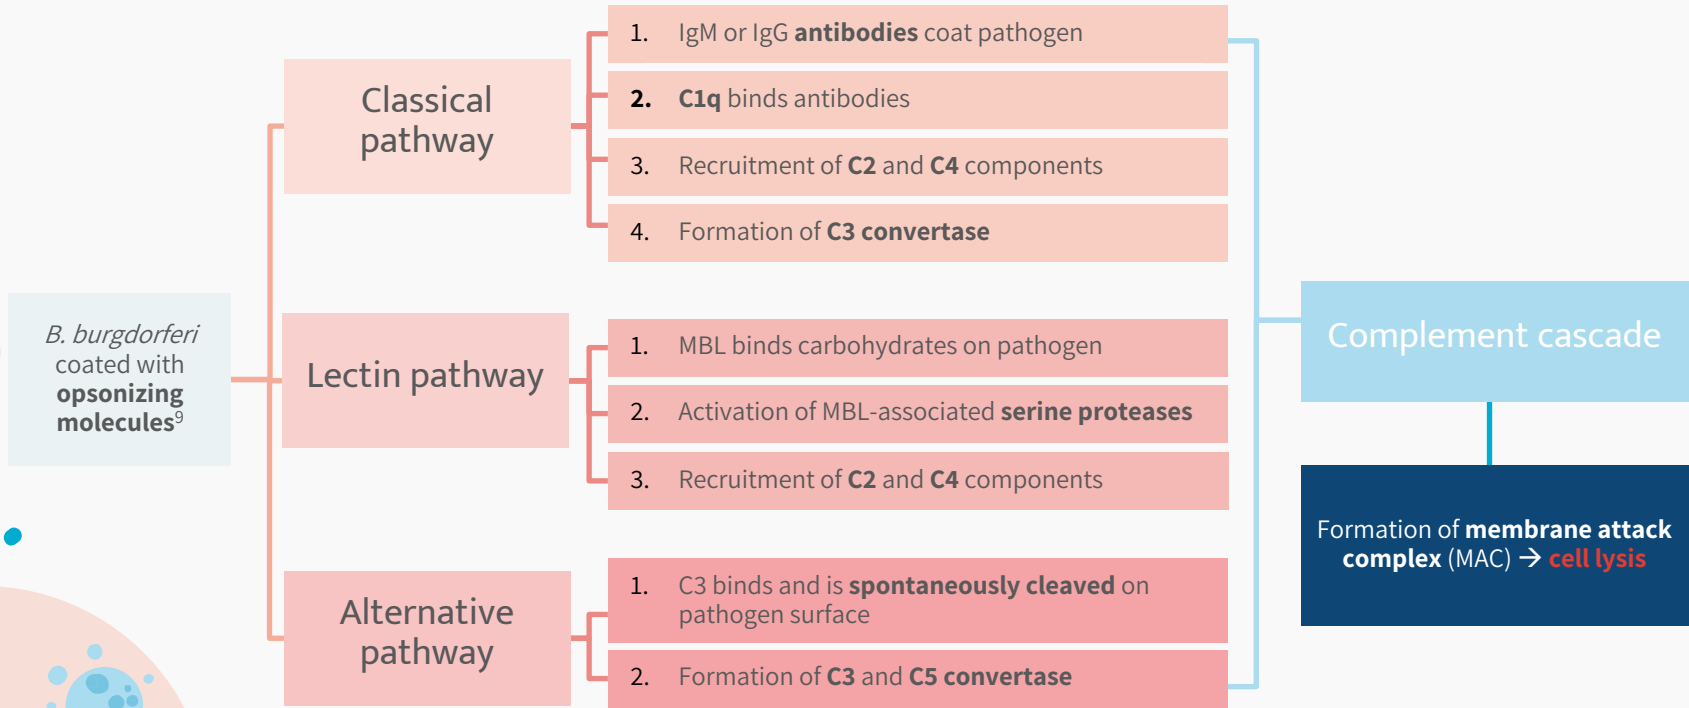 B. burgdorferi
coated with
opsonizing
molecules9
Classical
pathway
1. IgM or IgG antibodies coat pathogen
2. C1q binds antibodies
3. Recruitment of C2 and C4 components
4. Formation of C3 convertase
Lectin pathway
1. MBL binds carbohydrates on pathogen
2. Activation of MBL-associated serine proteases
3. Recruitment of C2 and C4 components
Alternative
pathway
1. C3 binds and is spontaneously cleaved on
pathogen surface
2. Formation of C3 and C5 convertase
Complement cascade
Formation of membrane attack
complex (MAC) → cell lysis